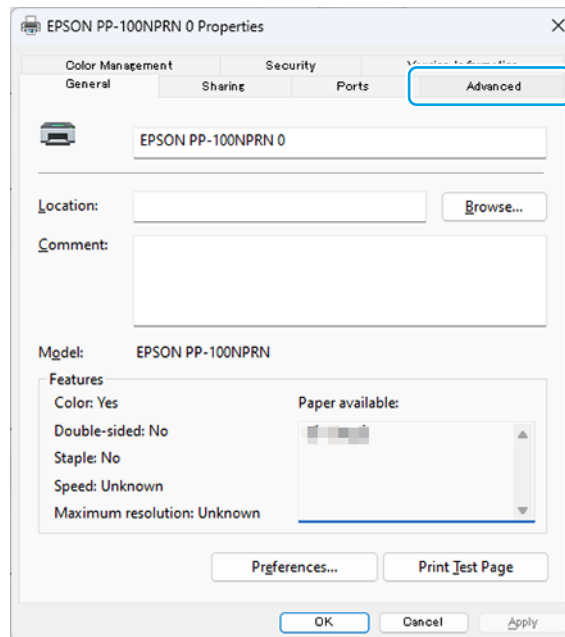 EPSON PP-100NPRN 0 Properties
Color Management Security Version Information
General Sharing Ports Advanced
EPSON PP-100NPRN 0
Location:
Browse...
Comment:
Model: EPSON PP-100NPRN
Features
Color: Yes Paper available:
Double-sided: No
Staple: No
Speed: Unknown
Maximum resolution: Unknown
Preferences... Print Test Page
OK Cancel Apply